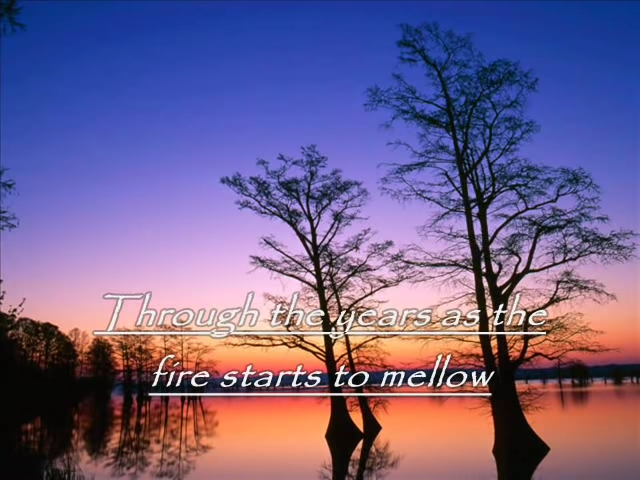 Through the years as the
fire starts to mellow